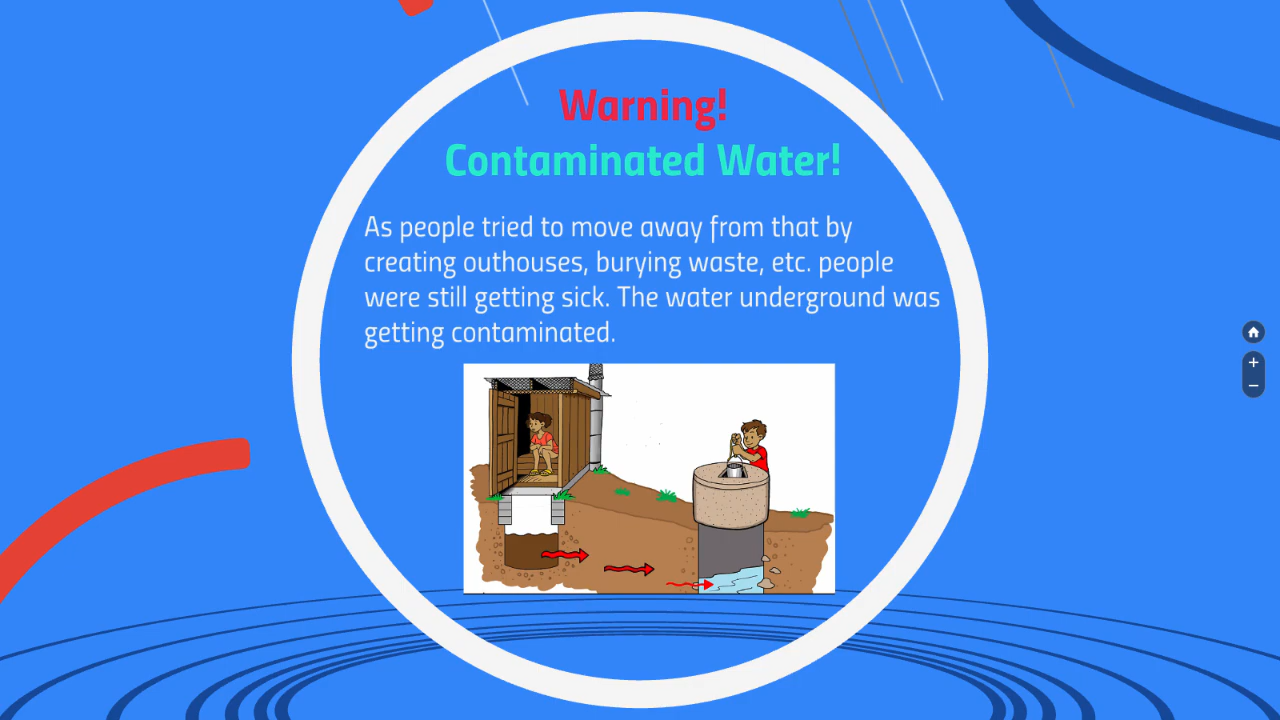 Warning!
Contaminated Water!
As people tried to move away from that by
creating outhouses, burying waste, etc. people
were still getting sick. The water underground was
getting contaminated.